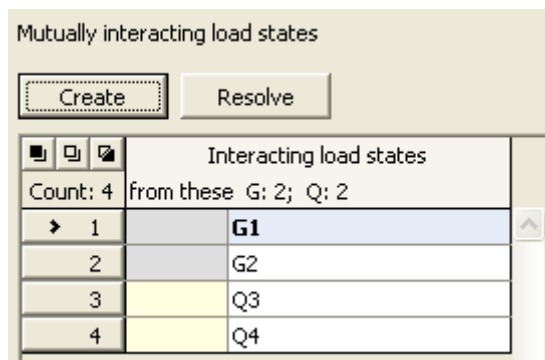 Mutually interacting load states
Create Resolve
Interacting load states
Count: 4 from these G: 2; Q: 2
1 G1
2 G2
3 Q3
4 Q4